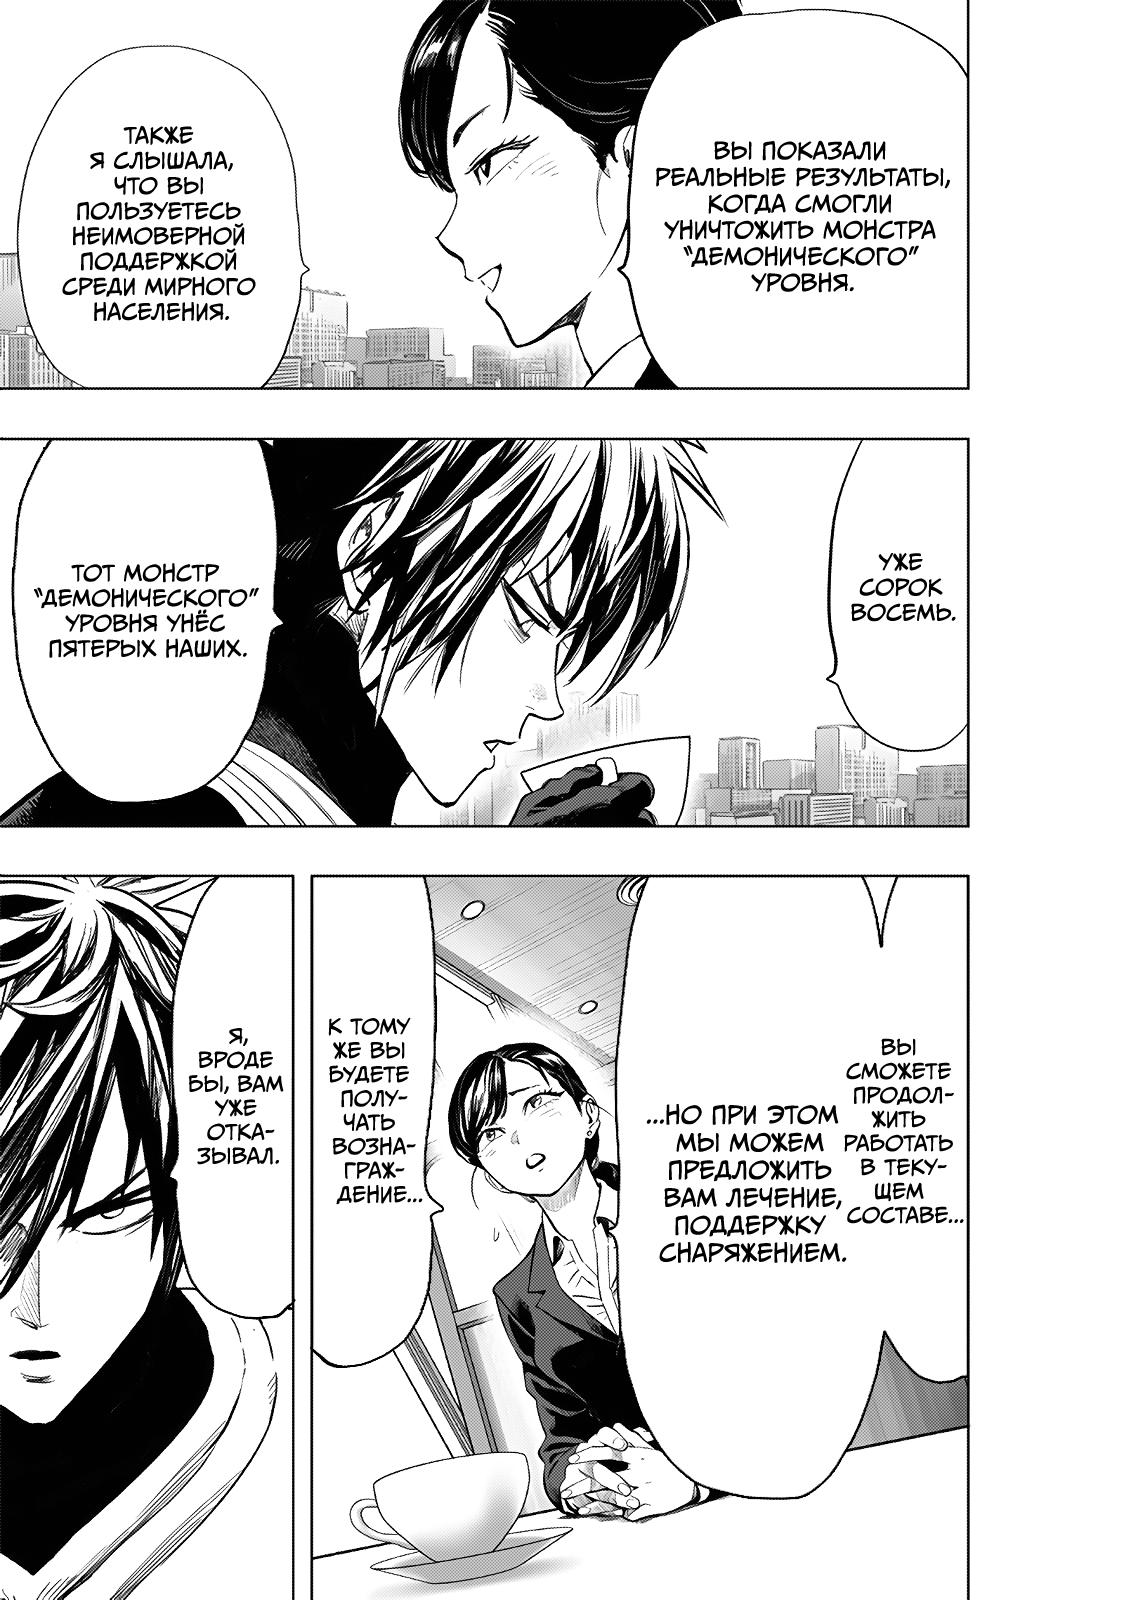 ВЫ ПОКАЗАЛИ
РЕАЛЬНЫЕ РЕЗУЛЬТАТЫ,
КОГДА СМОГЛИ
УНИЧТОЖИТЬ МОНСТРА
“ДЕМОНИЧЕСКОГО”
УРОВНЯ.
ТАКЖЕ
Я СЛЫШАЛА,
ЧТО ВЫ
ПОЛЬЗУЕТЕСЬ
НЕИМОВЕРНОЙ
ПОДДЕРЖКОЙ
СРЕДИ МИРНОГО
НАСЕЛЕНИЯ.
УЖЕ
СОРОК
ВОСЕМЬ.
ТОТ МОНСТР
“ДЕМОНИЧЕСКОГО”
УРОВНЯ УНЁС
ПЯТЕРЫХ НАШИХ.
ВЫ
СМОЖЕТЕ
ПРОДОЛ-
ЖИТЬ
РАБОТАТЬ
В ТЕКУ-
ЩЕМ
СОСТАВЕ...
...НО ПРИ ЭТОМ
МЫ МОЖЕМ
ПРЕДЛОЖИТЬ
ВАМ ЛЕЧЕНИЕ,
ПОДДЕРЖКУ
СНАРЯЖЕНИЕМ.
К ТОМУ
ЖЕ ВЫ
БУДЕТЕ
ПОЛУ-
ЧАТЬ
ВОЗНА-
ГРАЖ-
ДЕНИЕ...
Я,
ВРОДЕ
БЫ, ВАМ
УЖЕ
ОТКА-
ЗЫВАЛ.